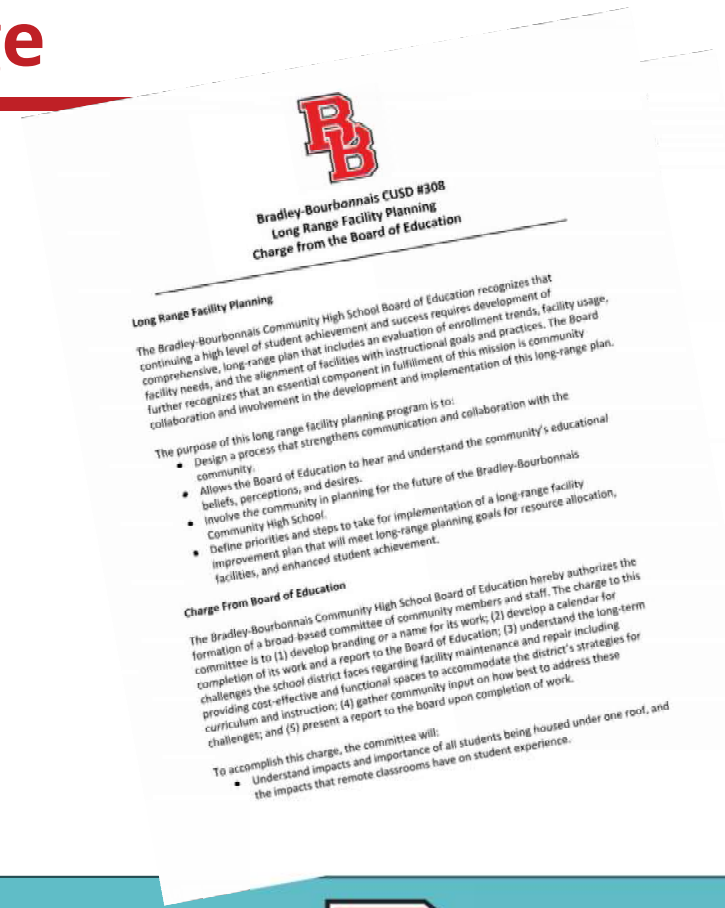 e
BB
Bradley-Bourbonnais CUSD #308
Long Range Facility Planning
Charge from the Board of Education
Long Range Facility Planning
The Bradley-Bourbonnais Community High School Board of Education recognizes that
continuing a high level of student achievement and success requires development of
comprehensive, long-range plan that includes an evaluation of enrollment trends, facility usage,
facility needs, and the alignment of facilities with instructional goals and practices. The Board
further recognizes that an essential component in fulfillment of this mission is community
collaboration and involvement in the development and implementation of this long-range plan.
The purpose of this long range facility planning program is to:
• Design a process that strengthens communication and collaboration with the
community.
• Allows the Board of Education to hear and understand the community's educational
beliefs, perceptions, and desires.
• Involve the community in planning for the future of the Bradley-Bourbonnais
Community High School.
• Define priorities and steps to take for implementation of a long-range facility
improvement plan that will meet long-range planning goals for resource allocation,
facilities, and enhanced student achievement.
Charge From Board of Education
The Bradley-Bourbonnais Community High School Board of Education hereby authorizes the
formation of a broad-based committee of community members and staff. The charge to this
committee is to (1) develop branding or a name for its work; (2) develop a calendar for
completion of its work and a report to the Board of Education; (3) understand the long-term
challenges the school district faces regarding facility maintenance and repair including
providing cost-effective and functional spaces to accommodate the district's strategies for
curriculum and instruction; (4) gather community input on how best to address these
challenges; and (5) present a report to the board upon completion of work.
To accomplish this charge, the committee will:
• Understand impacts and importance of all students being housed under one roof, and
the impacts that remote classrooms have on student experience.